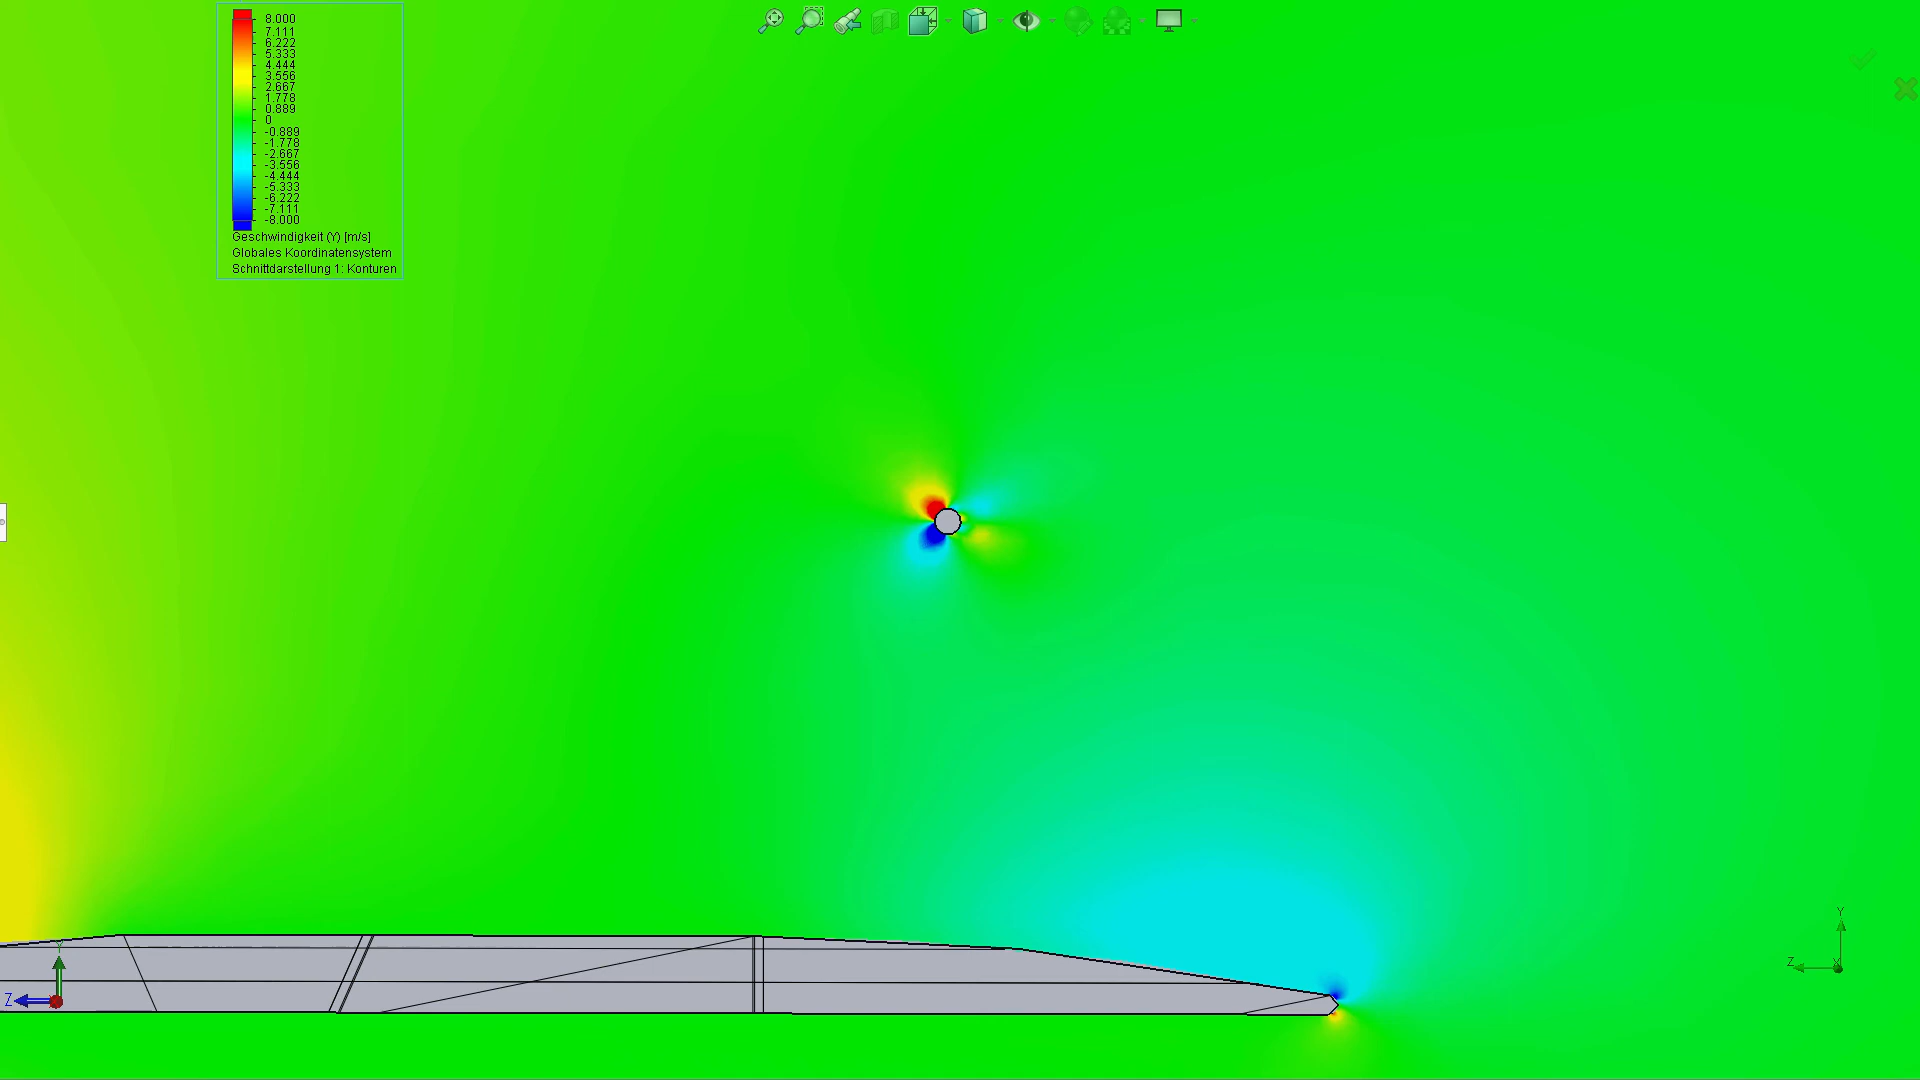 8.000
7.111
6.222
5.333
4.444
3.556
2.667
1.778
0.889
0
-0.889
-1.778
-2.667
-3.556
-4.444
-5.333
-6.222
-7.111
-8.000
Geschwindigkeit (Y) [m/s]
Globales Koordinatensystem
Schnittdarstellung 1: Konturen
Y
Z
X
Y
Z